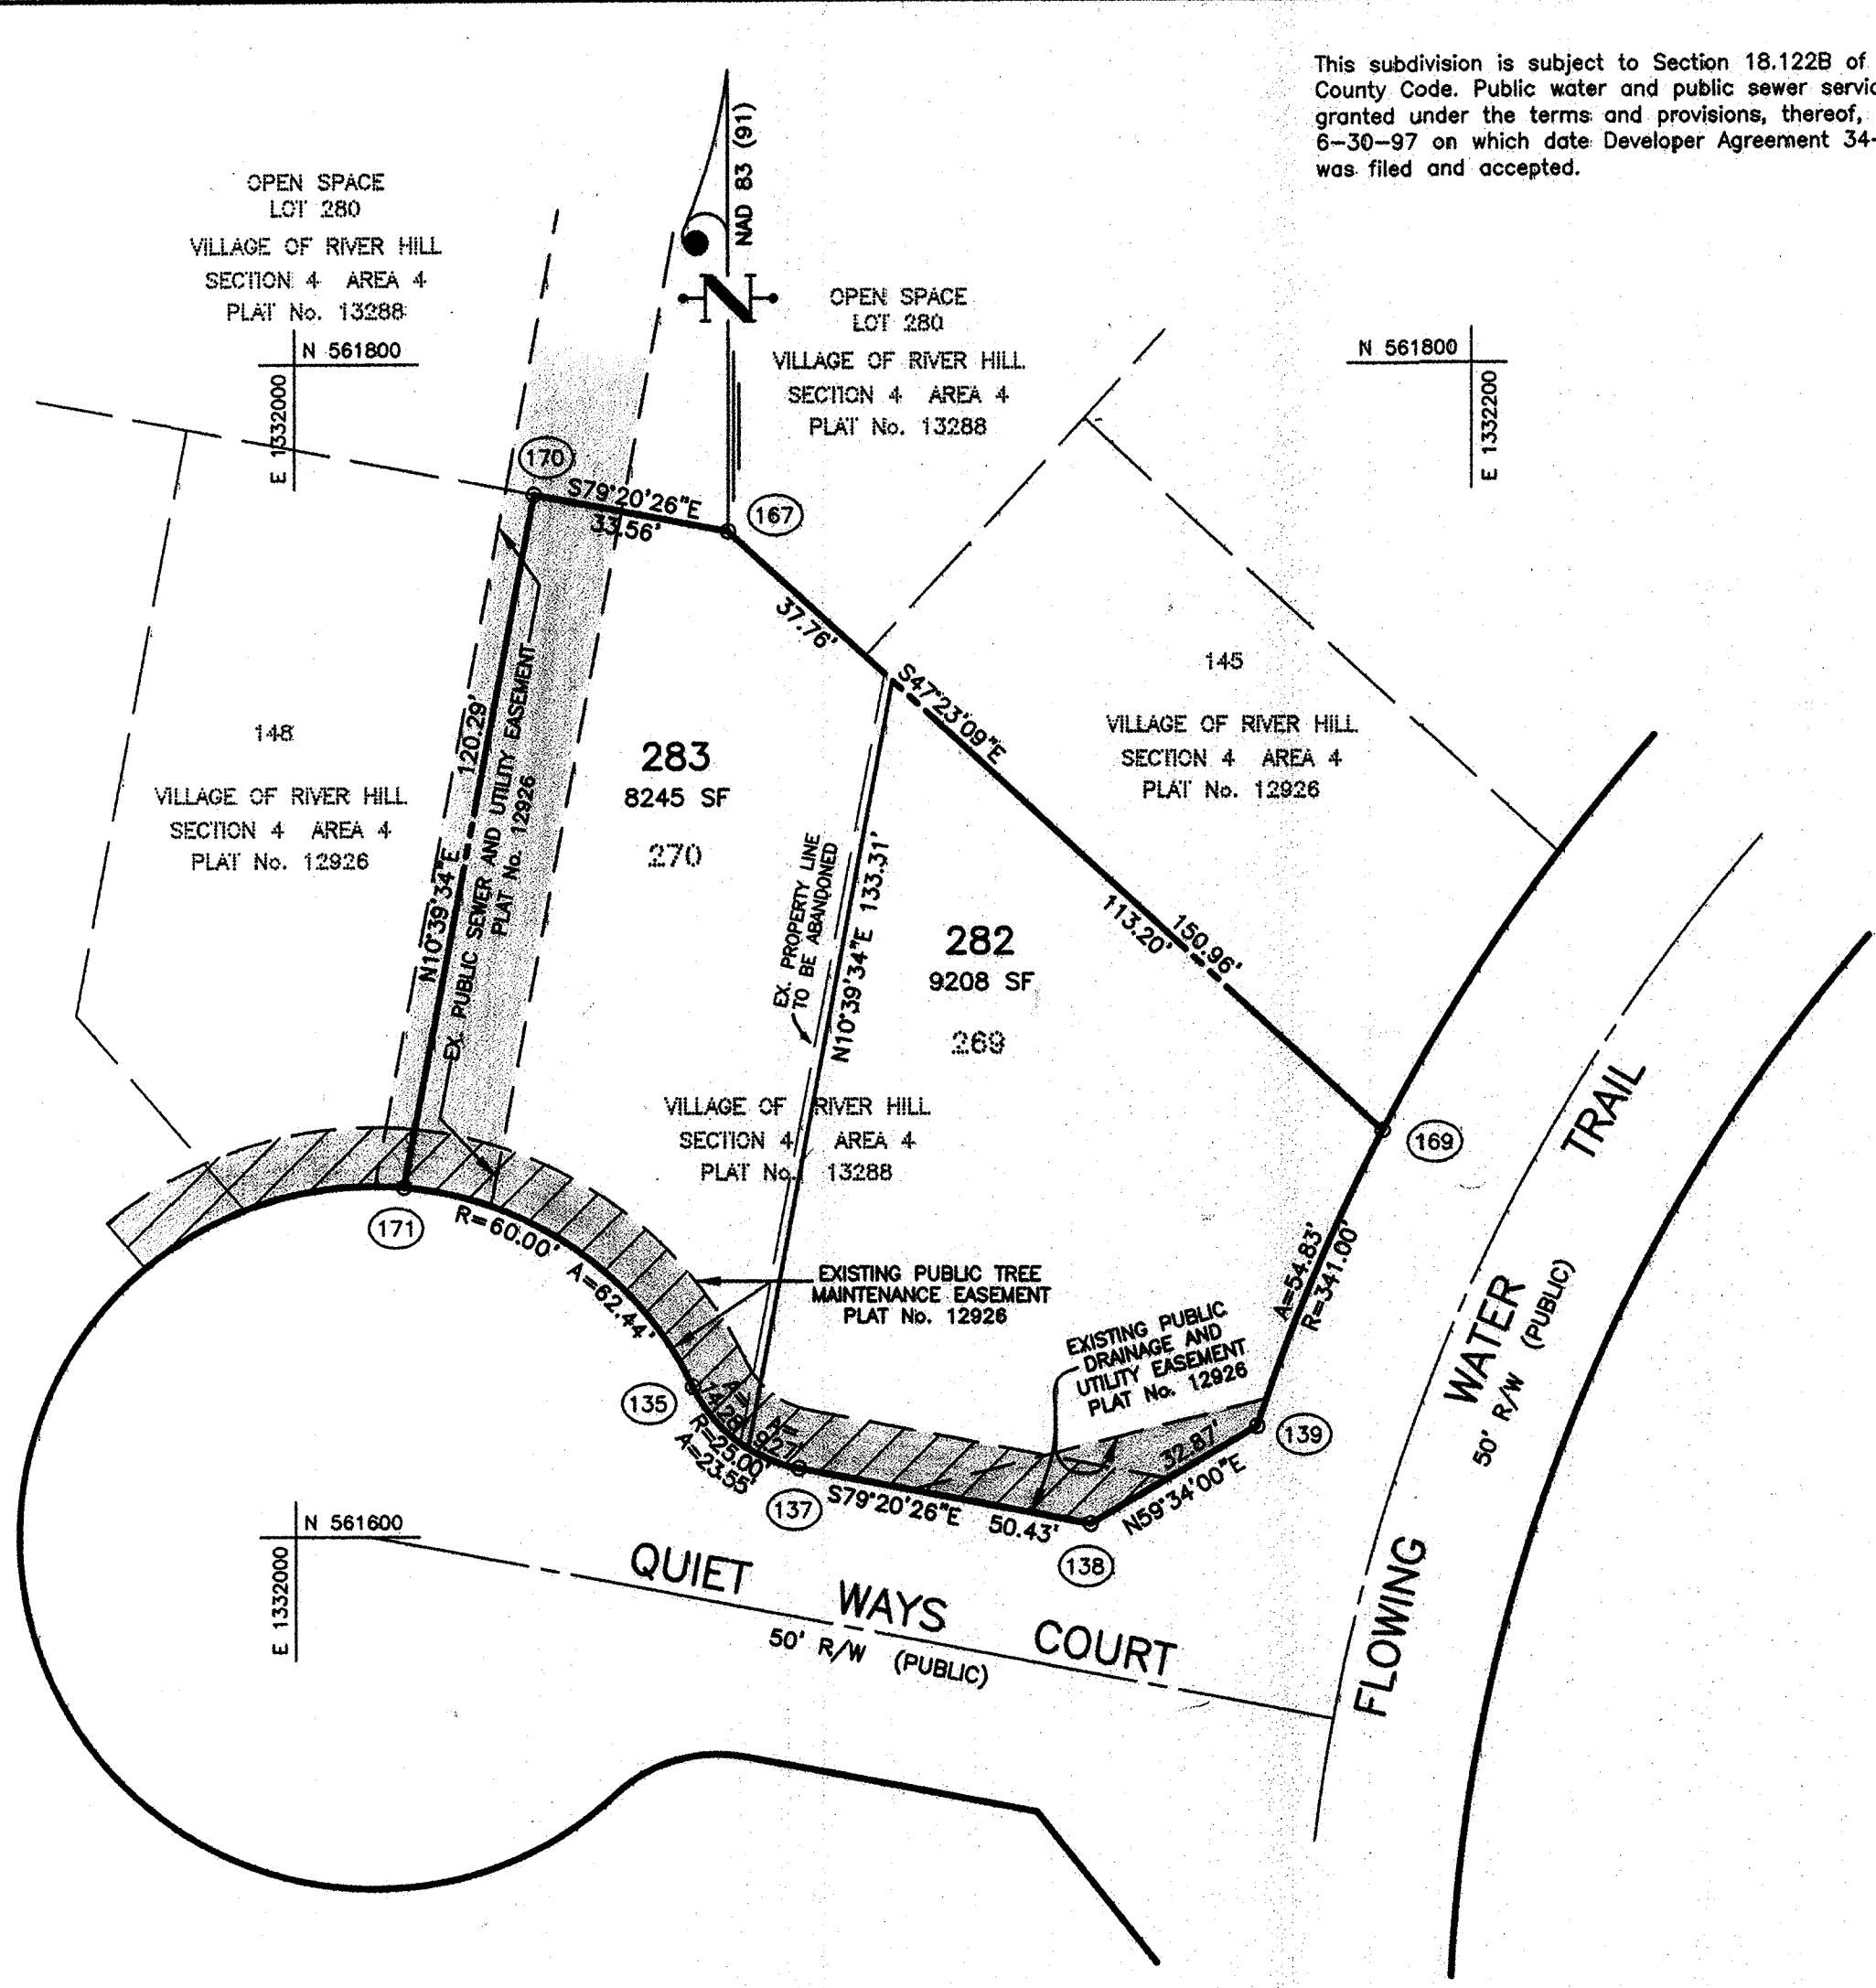 This subdivision is subject to Section 18.122B of
County Code. Public water and public sewer servic
granted under the terms and provisions, thereof,
6-30-97 on which date Developer Agreement 34-
was filed and accepted.
NAD 83 (91)
N
OPEN SPACE
LOT 280
VILLAGE OF RIVER HILL
SECTION 4 AREA 4
PLAT No. 13288
N 561800
E 1332000
OPEN SPACE
LOT 280
VILLAGE OF RIVER HILL
SECTION 4 AREA 4
PLAT No. 13288
N 561800
E 1332200
170
S79°20'26"E
33.56'
167
37.76'
S47°23'09"E
113.20'
150.96'
145
VILLAGE OF RIVER HILL
SECTION 4 AREA 4
PLAT No. 12926
148
VILLAGE OF RIVER HILL
SECTION 4 AREA 4
PLAT No. 12926
N10°39'34"E
120.29'
EX. PUBLIC SEWER AND UTILITY EASEMENT
PLAT No. 12926
283
8245 SF
270
EX. PROPERTY LINE
TO BE ABANDONED
N10°39'34"E 133.31'
282
9208 SF
269
VILLAGE OF RIVER HILL
SECTION 4 AREA 4
PLAT No. 13288
169
171
R=60.00'
A=62.44'
EXISTING PUBLIC TREE
MAINTENANCE EASEMENT
PLAT No. 12926
A=54.83'
R=341.00'
EXISTING PUBLIC
DRAINAGE AND
UTILITY EASEMENT
PLAT No. 12926
135
A=
14.28'
A=
9.27'
R=25.00'
A=23.55'
137
S79°20'26"E 50.43'
138
32.87'
N59°34'00"E
139
N 561600
E 1332000
QUIET WAYS COURT
50' R/W (PUBLIC)
FLOWING WATER TRAIL
50' R/W (PUBLIC)